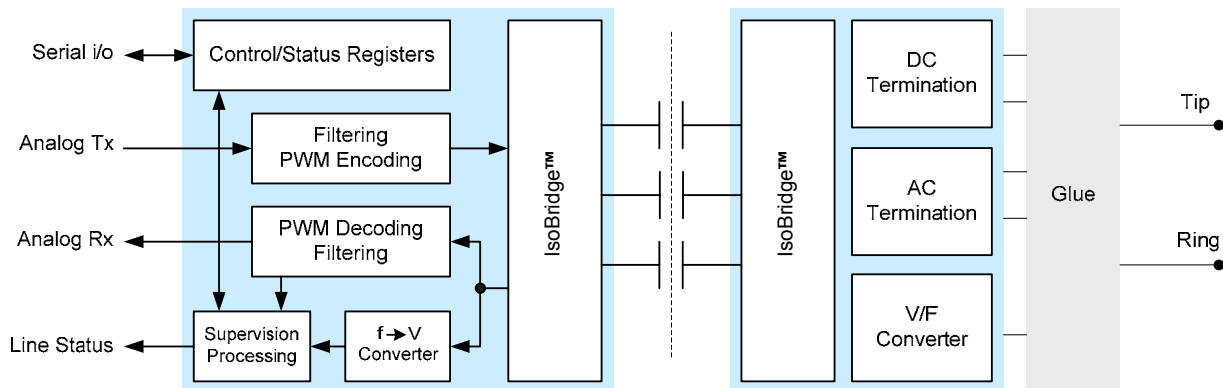 Serial i/o
Control/Status Registers
Analog Tx
Filtering
PWM Encoding
Analog Rx
PWM Decoding
Filtering
Line Status
Supervision
Processing
f→V
Converter
IsoBridge™
IsoBridge™
DC
Termination
AC
Termination
V/F
Converter
Glue
Tip
Ring